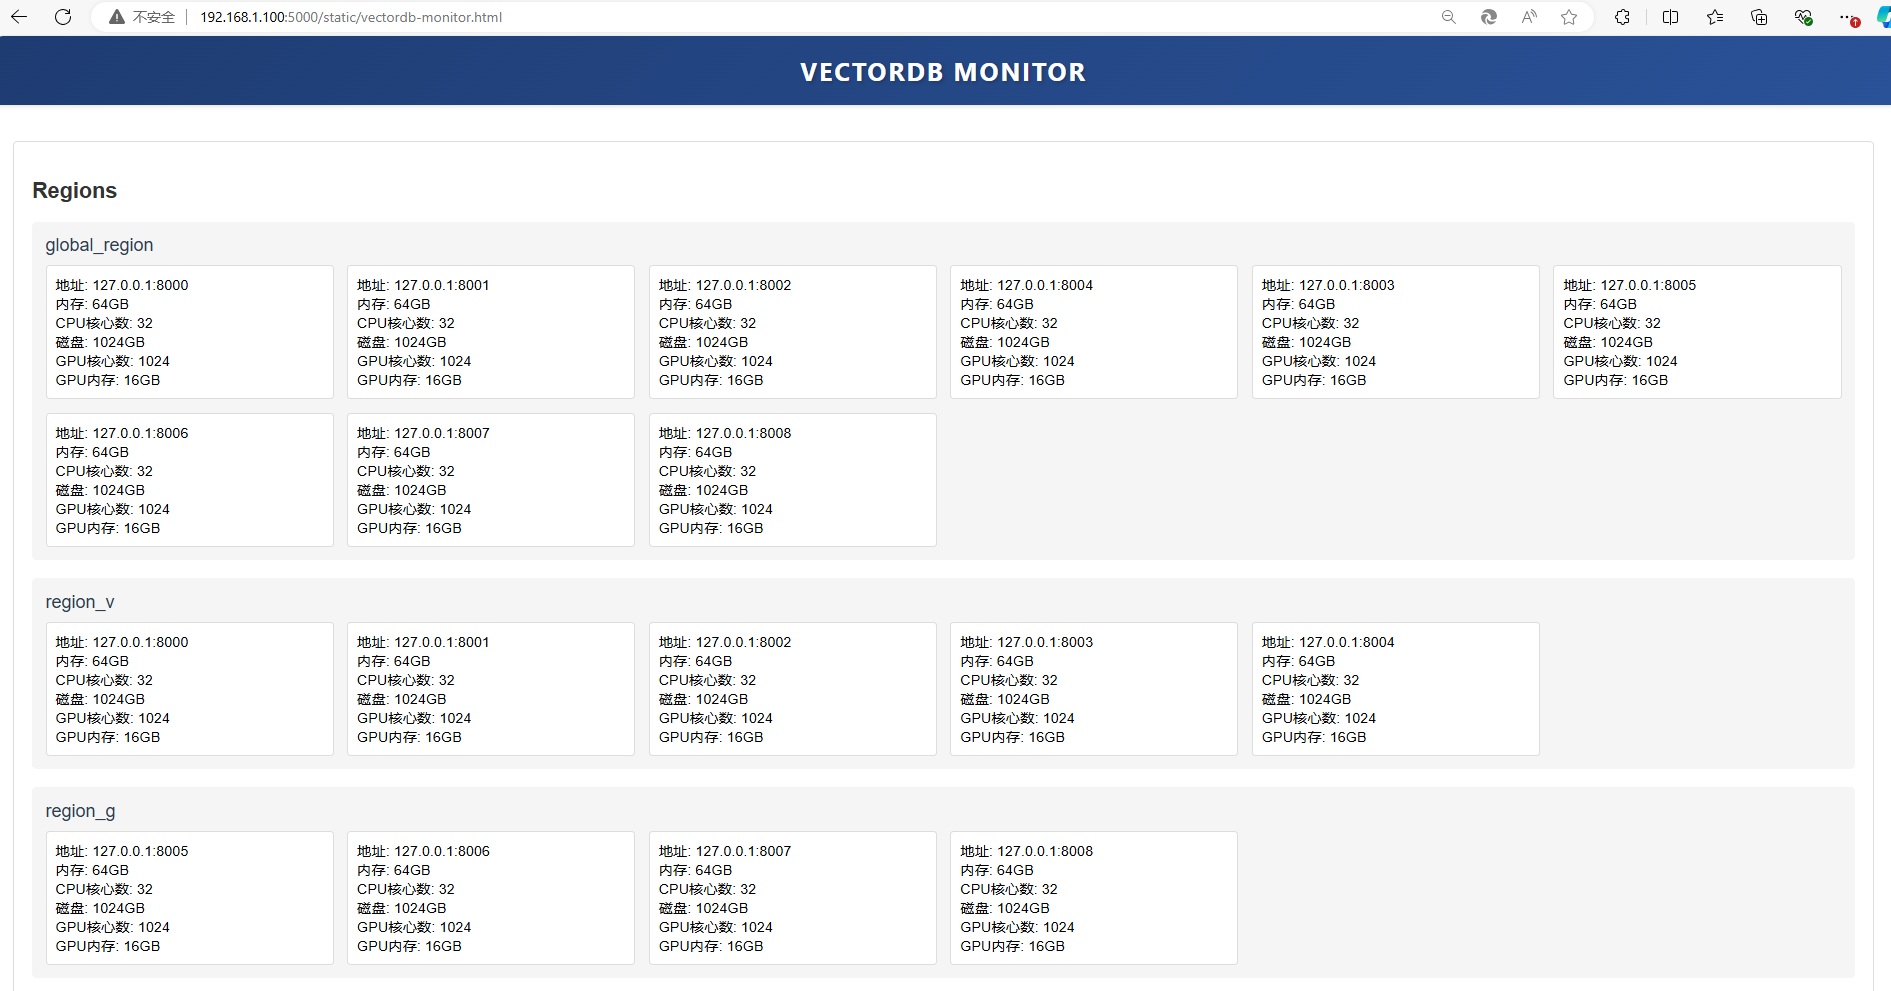 不安全 192.168.1.100:5000/static/vectordb-monitor.html
VECTORDB MONITOR
Regions
global_region
地址: 127.0.0.1:8000
内存: 64GB
CPU核心数: 32
磁盘: 1024GB
GPU核心数: 1024
GPU内存: 16GB
地址: 127.0.0.1:8001
内存: 64GB
CPU核心数: 32
磁盘: 1024GB
GPU核心数: 1024
GPU内存: 16GB
地址: 127.0.0.1:8002
内存: 64GB
CPU核心数: 32
磁盘: 1024GB
GPU核心数: 1024
GPU内存: 16GB
地址: 127.0.0.1:8004
内存: 64GB
CPU核心数: 32
磁盘: 1024GB
GPU核心数: 1024
GPU内存: 16GB
地址: 127.0.0.1:8003
内存: 64GB
CPU核心数: 32
磁盘: 1024GB
GPU核心数: 1024
GPU内存: 16GB
地址: 127.0.0.1:8005
内存: 64GB
CPU核心数: 32
磁盘: 1024GB
GPU核心数: 1024
GPU内存: 16GB
地址: 127.0.0.1:8006
内存: 64GB
CPU核心数: 32
磁盘: 1024GB
GPU核心数: 1024
GPU内存: 16GB
地址: 127.0.0.1:8007
内存: 64GB
CPU核心数: 32
磁盘: 1024GB
GPU核心数: 1024
GPU内存: 16GB
地址: 127.0.0.1:8008
内存: 64GB
CPU核心数: 32
磁盘: 1024GB
GPU核心数: 1024
GPU内存: 16GB
region_v
地址: 127.0.0.1:8000
内存: 64GB
CPU核心数: 32
磁盘: 1024GB
GPU核心数: 1024
GPU内存: 16GB
地址: 127.0.0.1:8001
内存: 64GB
CPU核心数: 32
磁盘: 1024GB
GPU核心数: 1024
GPU内存: 16GB
地址: 127.0.0.1:8002
内存: 64GB
CPU核心数: 32
磁盘: 1024GB
GPU核心数: 1024
GPU内存: 16GB
地址: 127.0.0.1:8003
内存: 64GB
CPU核心数: 32
磁盘: 1024GB
GPU核心数: 1024
GPU内存: 16GB
地址: 127.0.0.1:8004
内存: 64GB
CPU核心数: 32
磁盘: 1024GB
GPU核心数: 1024
GPU内存: 16GB
region_g
地址: 127.0.0.1:8005
内存: 64GB
CPU核心数: 32
磁盘: 1024GB
GPU核心数: 1024
GPU内存: 16GB
地址: 127.0.0.1:8006
内存: 64GB
CPU核心数: 32
磁盘: 1024GB
GPU核心数: 1024
GPU内存: 16GB
地址: 127.0.0.1:8007
内存: 64GB
CPU核心数: 32
磁盘: 1024GB
GPU核心数: 1024
GPU内存: 16GB
地址: 127.0.0.1:8008
内存: 64GB
CPU核心数: 32
磁盘: 1024GB
GPU核心数: 1024
GPU内存: 16GB